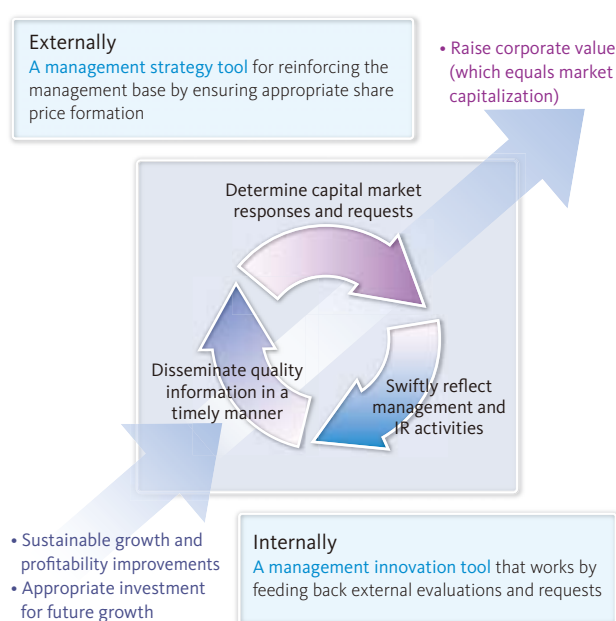 Externally
A management strategy tool for reinforcing the
management base by ensuring appropriate share
price formation
• Raise corporate value
(which equals market
capitalization)
Determine capital market
responses and requests
Disseminate quality
information in a
timely manner
Swiftly reflect
management and
IR activities
• Sustainable growth and
profitability improvements
• Appropriate investment
for future growth
Internally
A management innovation tool that works by
feeding back external evaluations and requests